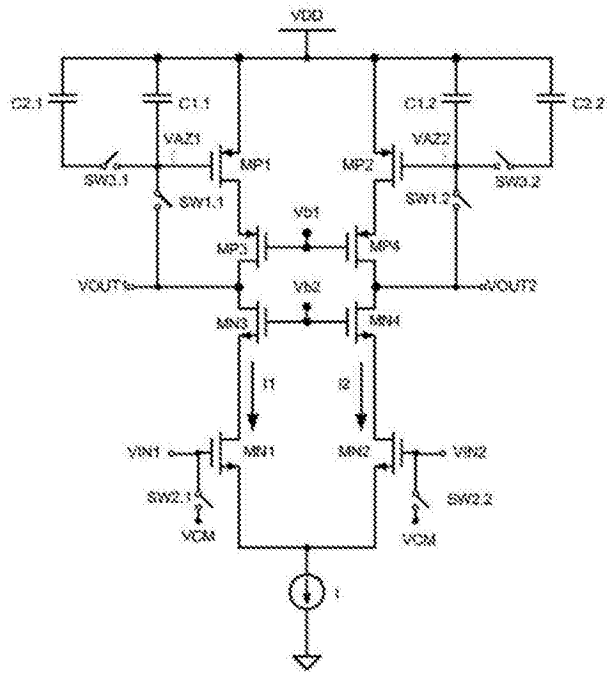 VDD
C2.1
C1.1
C1.2
C2.2
VAZ1
VAZ2
MP1
MP2
SW3.1
SW3.2
SW1.1
SW1.2
Vb1
MP3
MP4
VOUT1
VOUT2
Vb2
MN3
MN4
I1
I2
VIN1
MN1
MN2
VIN2
SW2.1
SW2.2
VCM
VCM
I